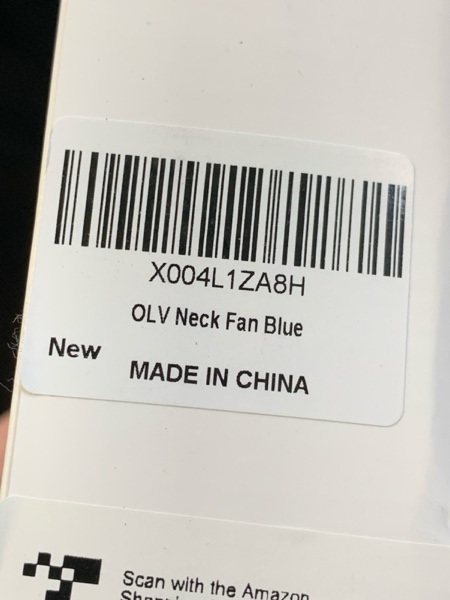 X004L1ZA8H
OLV Neck Fan Blue
New
MADE IN CHINA
Scan with the Amazon